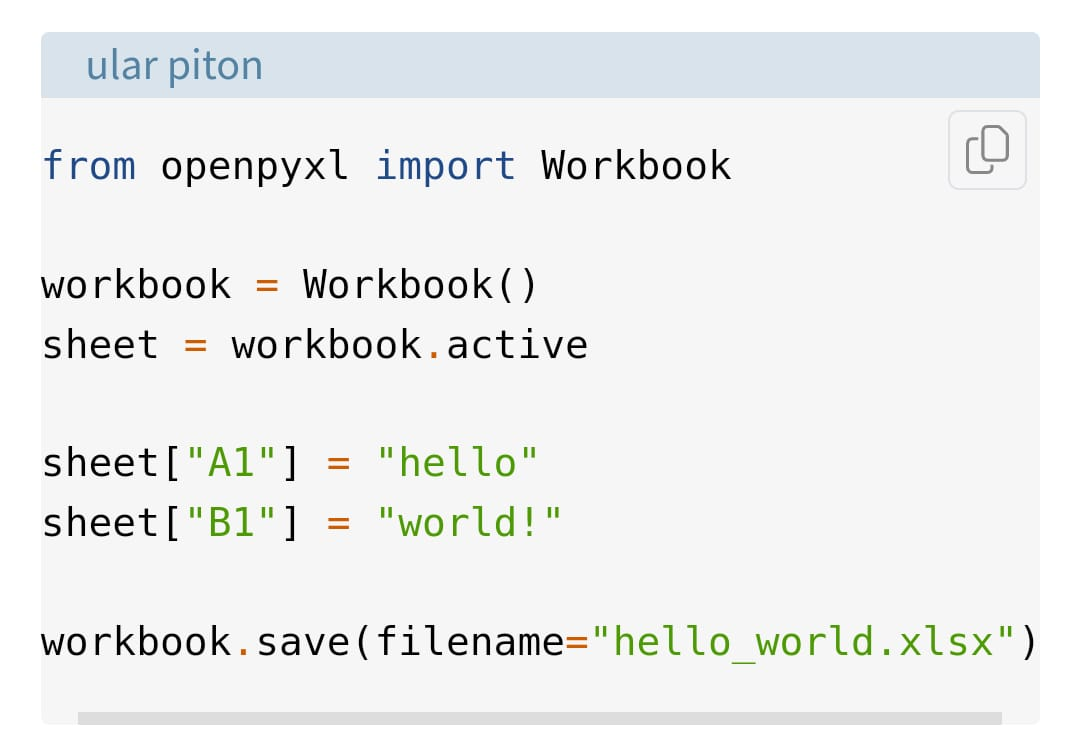 ular piton
from openpyxl import Workbook
workbook = Workbook()
sheet = workbook.active
sheet["A1"] = "hello"
sheet["B1"] = "world!"
workbook.save(filename="hello_world.xlsx")